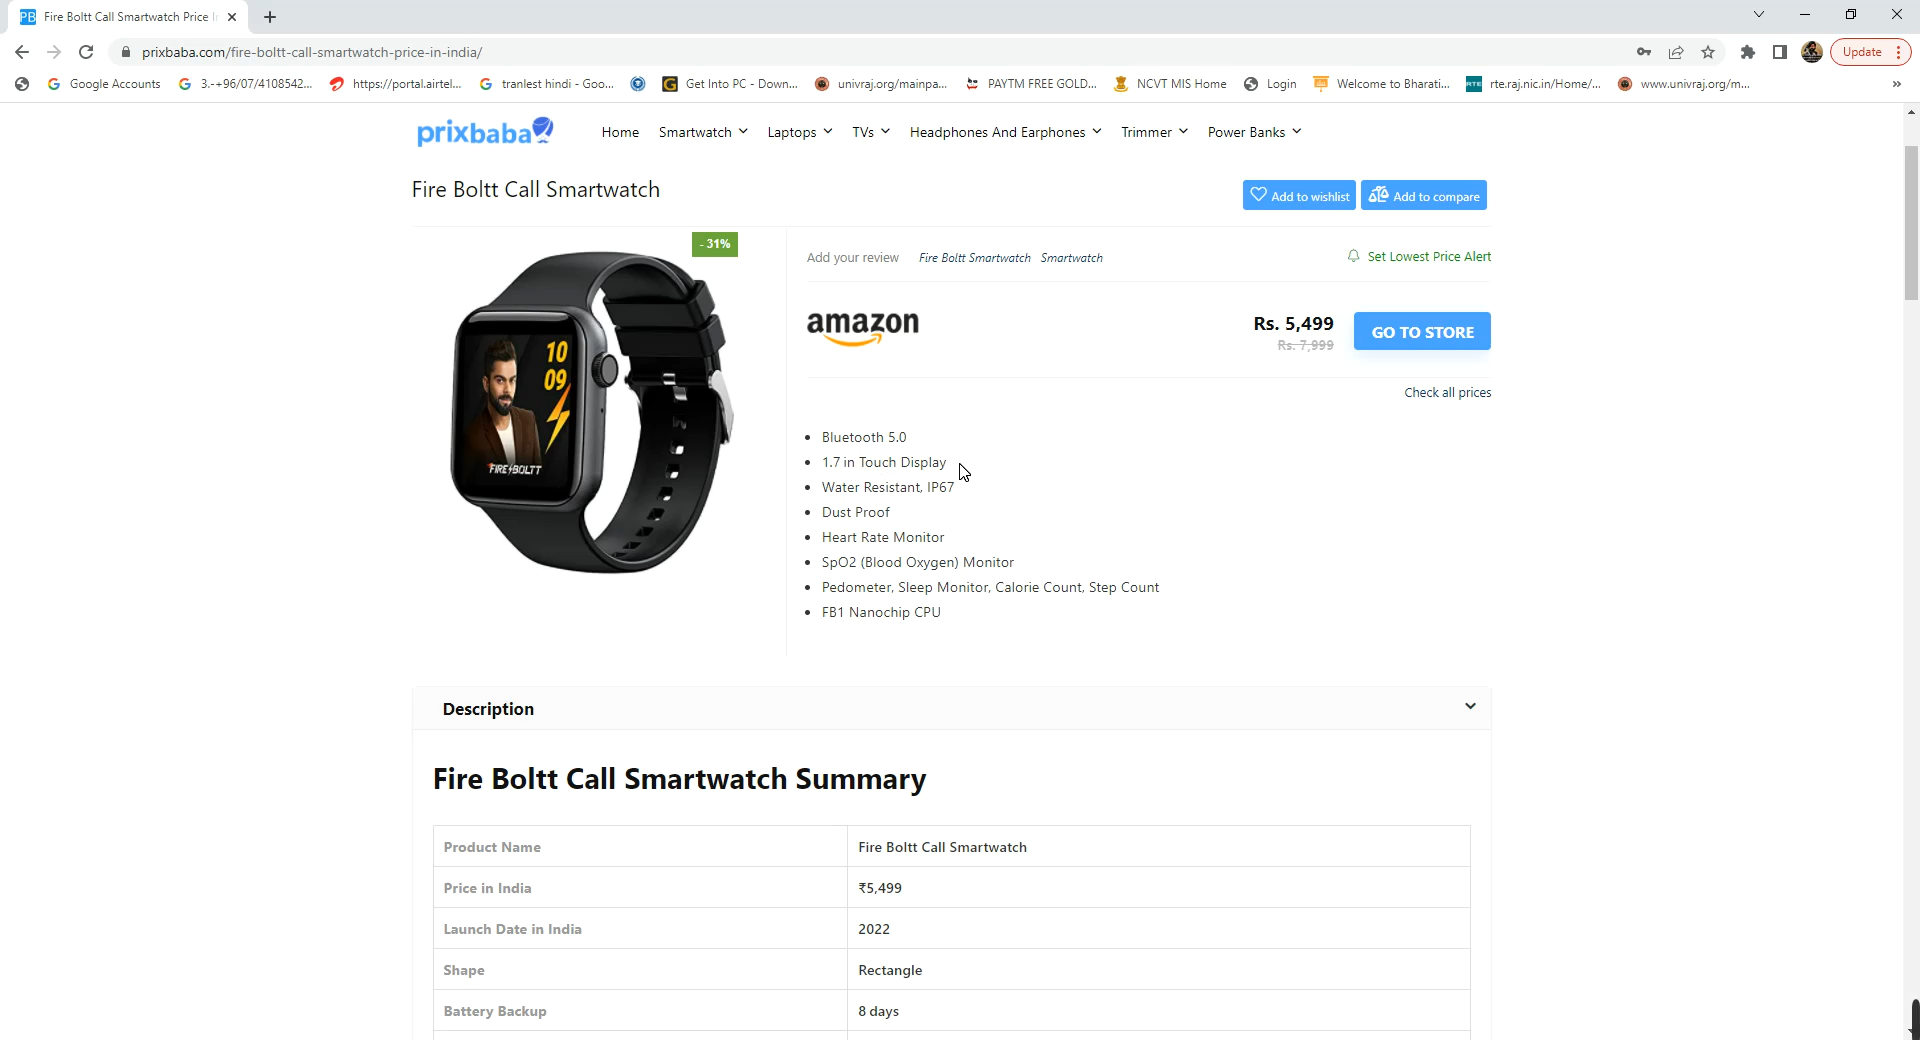 PB Fire Boltt Call Smartwatch Price I
prixbaba.com/fire-boltt-call-smartwatch-price-in-india/
Update
Google Accounts
3.-+96/07/4108542...
https://portal.airtel...
tranlest hindi - Goo...
Get Into PC - Down...
univraj.org/mainpa...
PAYTM FREE GOLD...
NCVT MIS Home
Login
Welcome to Bharati...
rte.raj.nic.in/Home/...
www.univraj.org/m...
»
prixbaba
Home Smartwatch Laptops TVs Headphones And Earphones Trimmer Power Banks
Fire Boltt Call Smartwatch
Add to wishlist
Add to compare
- 31%
10
09
FIRE BOLTT
Add your review Fire Boltt Smartwatch Smartwatch
Set Lowest Price Alert
amazon
Rs. 5,499
Rs. 7,999
GO TO STORE
Check all prices
• Bluetooth 5.0
• 1.7 in Touch Display
• Water Resistant, IP67
• Dust Proof
• Heart Rate Monitor
• SpO2 (Blood Oxygen) Monitor
• Pedometer, Sleep Monitor, Calorie Count, Step Count
• FB1 Nanochip CPU
Description
Fire Boltt Call Smartwatch Summary
Product Name Fire Boltt Call Smartwatch
Price in India ₹5,499
Launch Date in India 2022
Shape Rectangle
Battery Backup 8 days